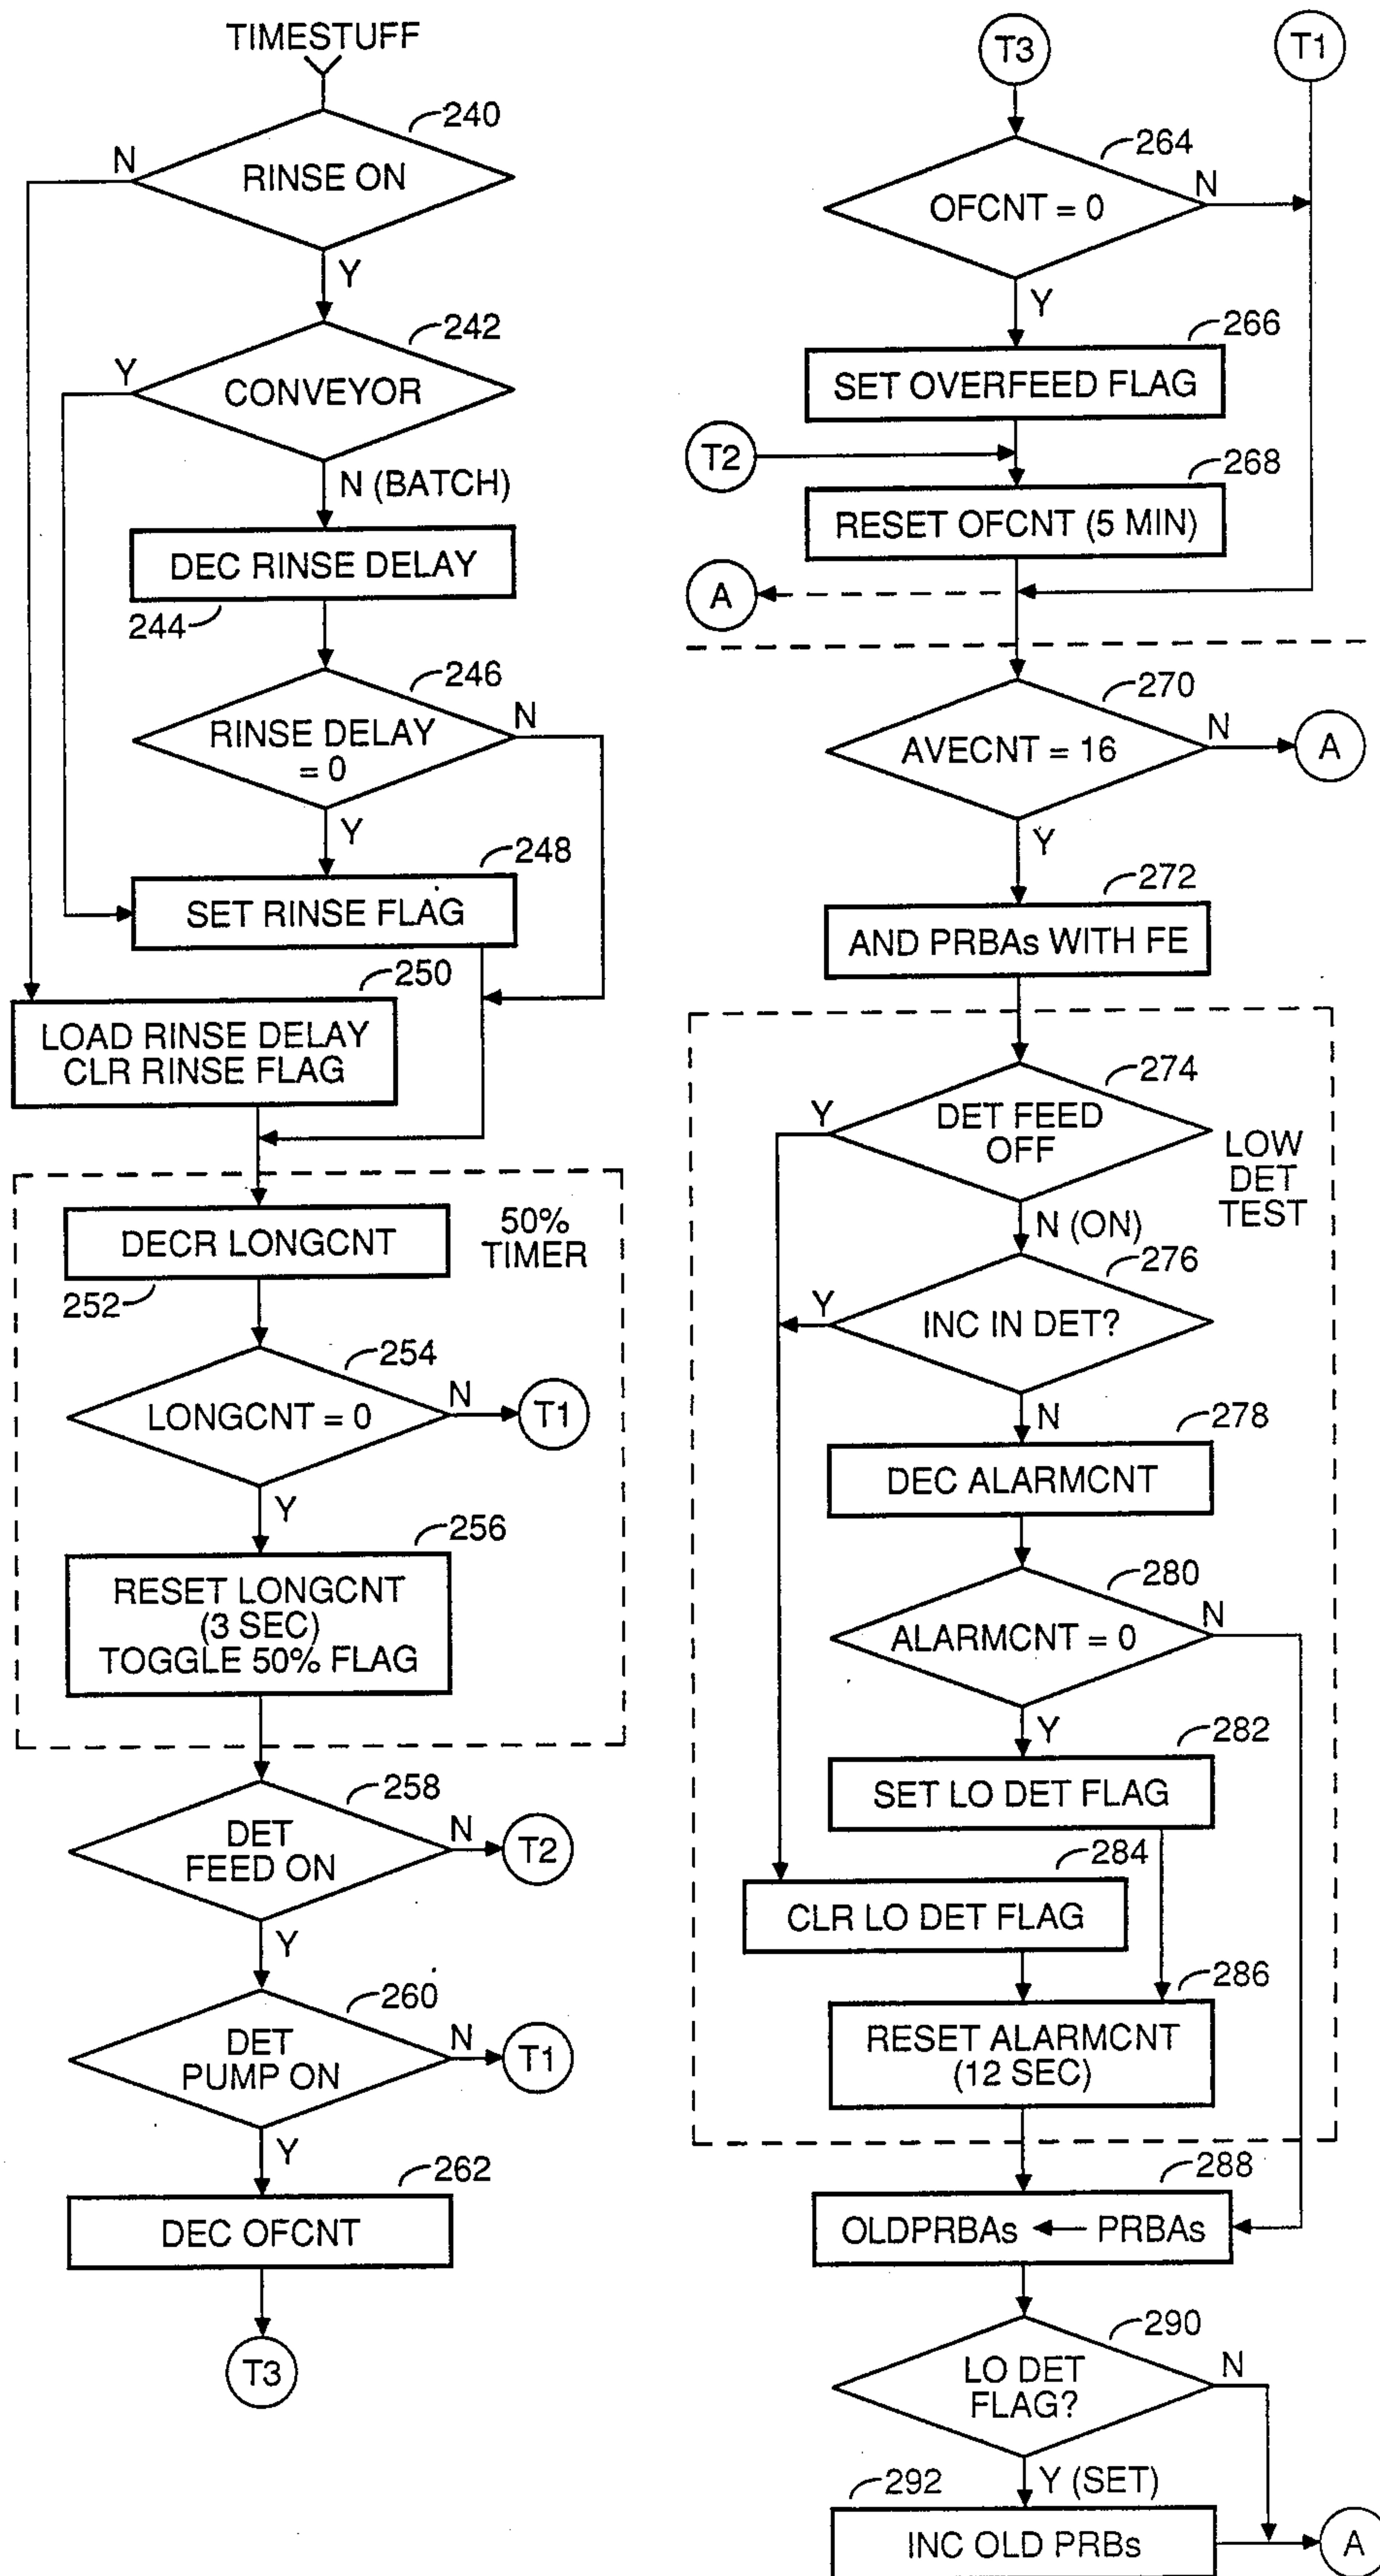 TIMESTUFF
240
N
RINSE ON
Y
242
Y
CONVEYOR
N (BATCH)
DEC RINSE DELAY
244
246
RINSE DELAY
= 0
N
Y
248
SET RINSE FLAG
250
LOAD RINSE DELAY
CLR RINSE FLAG
DECR LONGCNT
50%
TIMER
252
254
LONGCNT = 0
N
T1
Y
256
RESET LONGCNT
(3 SEC)
TOGGLE 50% FLAG
258
DET
FEED ON
N
T2
Y
260
DET
PUMP ON
N
T1
Y
262
DEC OFCNT
T3
T3
T1
264
OFCNT = 0
N
Y
266
SET OVERFEED FLAG
T2
268
RESET OFCNT (5 MIN)
A
270
AVECNT = 16
N
A
Y
272
AND PRBAs WITH FE
274
Y
DET FEED
OFF
LOW
DET
TEST
N (ON)
276
Y
INC IN DET?
N
278
DEC ALARMCNT
280
ALARMCNT = 0
N
Y
282
SET LO DET FLAG
284
CLR LO DET FLAG
286
RESET ALARMCNT
(12 SEC)
288
OLDPRBAs ← PRBAs
290
LO DET
FLAG?
N
Y (SET)
292
INC OLD PRBs
A